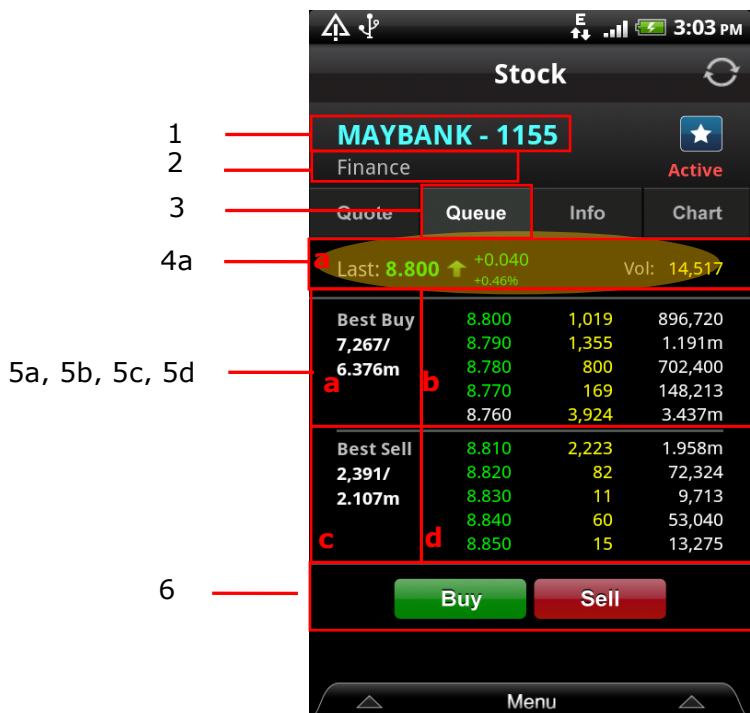 E 3:03 PM
Stock
1 MAYBANK - 1155
2 Finance Active
3 Quote Queue Info Chart
4a a Last: 8.800 +0.040 Vol: 14,517
+0.46%
Best Buy 8.800 1,019 896,720
7,267/ 8.790 1,355 1.191m
5a, 5b, 5c, 5d 6.376m 8.780 800 702,400
a b 8.770 169 148,213
8.760 3,924 3.437m
Best Sell 8.810 2,223 1.958m
2,391/ 8.820 82 72,324
2.107m 8.830 11 9,713
8.840 60 53,040
c d 8.850 15 13,275
6 Buy Sell
Menu